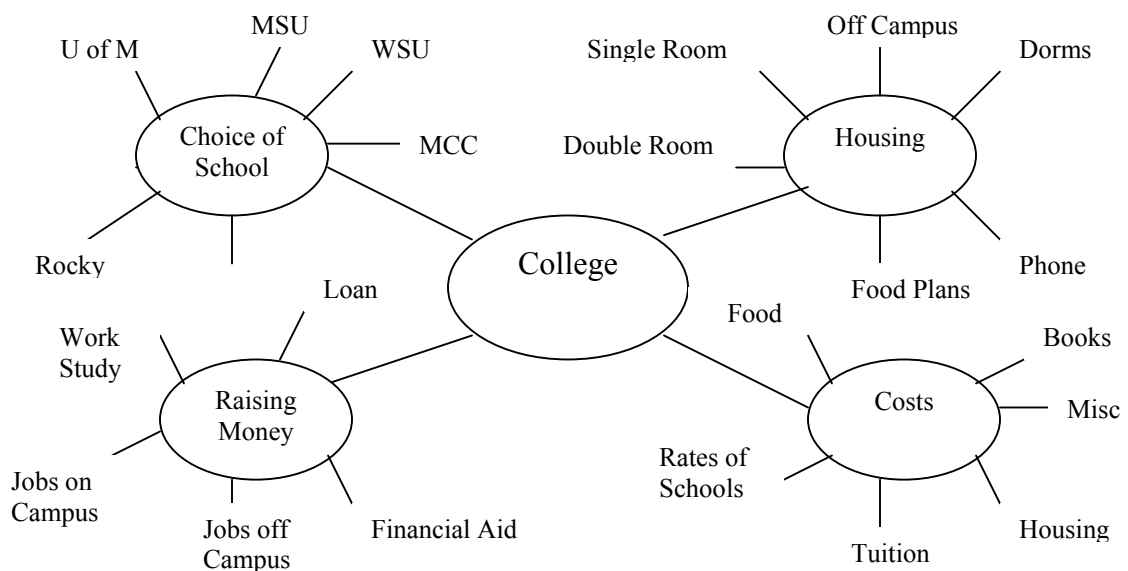 MSU
U of M
WSU
Choice of
School
MCC
Rocky
Off Campus
Single Room
Dorms
Housing
Double Room
Phone
Food Plans
College
Loan
Work
Study
Raising
Money
Jobs on
Campus
Jobs off
Campus
Financial Aid
Food
Books
Costs
Misc
Rates of
Schools
Housing
Tuition